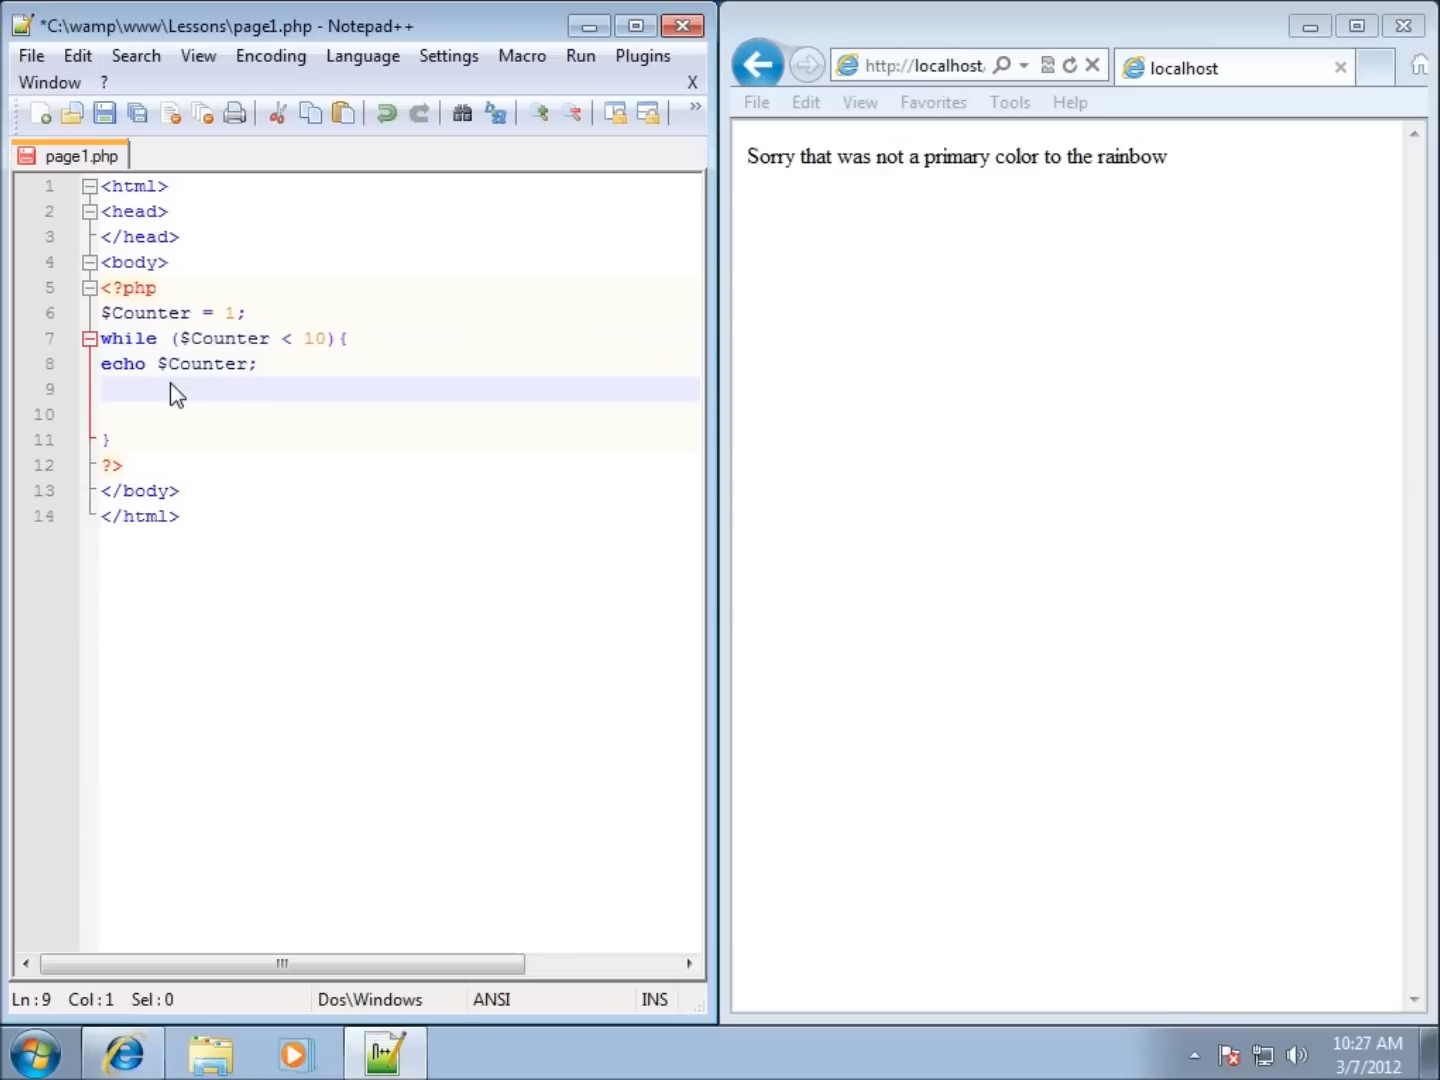 *C:\wamp\www\Lessons\page1.php - Notepad++
File Edit Search View Encoding Language Settings Macro Run Plugins
Window ? X
page1.php
1 <html>
2 <head>
3 </head>
4 <body>
5 <?php
6 $Counter = 1;
7 while ($Counter < 10){
8 echo $Counter;
9
10
11 }
12 ?>
13 </body>
14 </html>
Ln:9 Col:1 Sel:0 Dos\Windows ANSI INS
http://localhost
localhost
File Edit View Favorites Tools Help
Sorry that was not a primary color to the rainbow
10:27 AM
3/7/2012